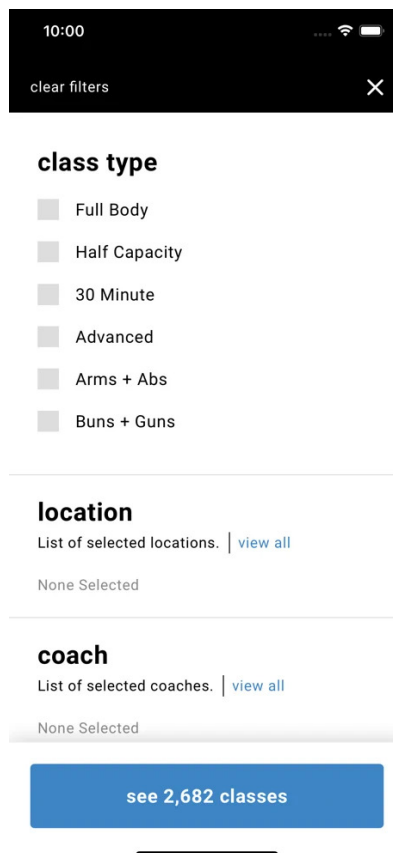 10:00
clear filters
class type
Full Body
Half Capacity
30 Minute
Advanced
Arms + Abs
Buns + Guns
location
List of selected locations. | view all
None Selected
coach
List of selected coaches. | view all
None Selected
see 2,682 classes